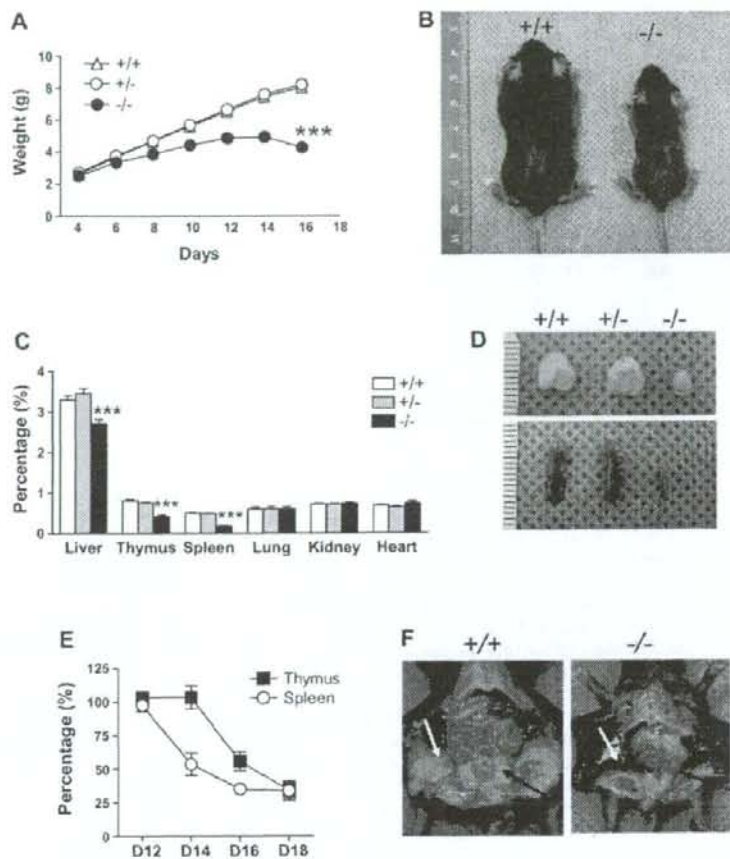 A
+/+
+/-
-/-
Weight (g)
10
8
6
4
2
0
***
4 6 8 10 12 14 16 18
Days
B
+/+ -/-
C
+/+
+/-
-/-
Percentage (%)
4
3
2
1
0
***
***
***
Liver Thymus Spleen Lung Kidney Heart
D
+/+ +/- -/-
E
Thymus
Spleen
Percentage (%)
125
100
75
50
25
0
D12 D14 D16 D18
F
+/+ -/-